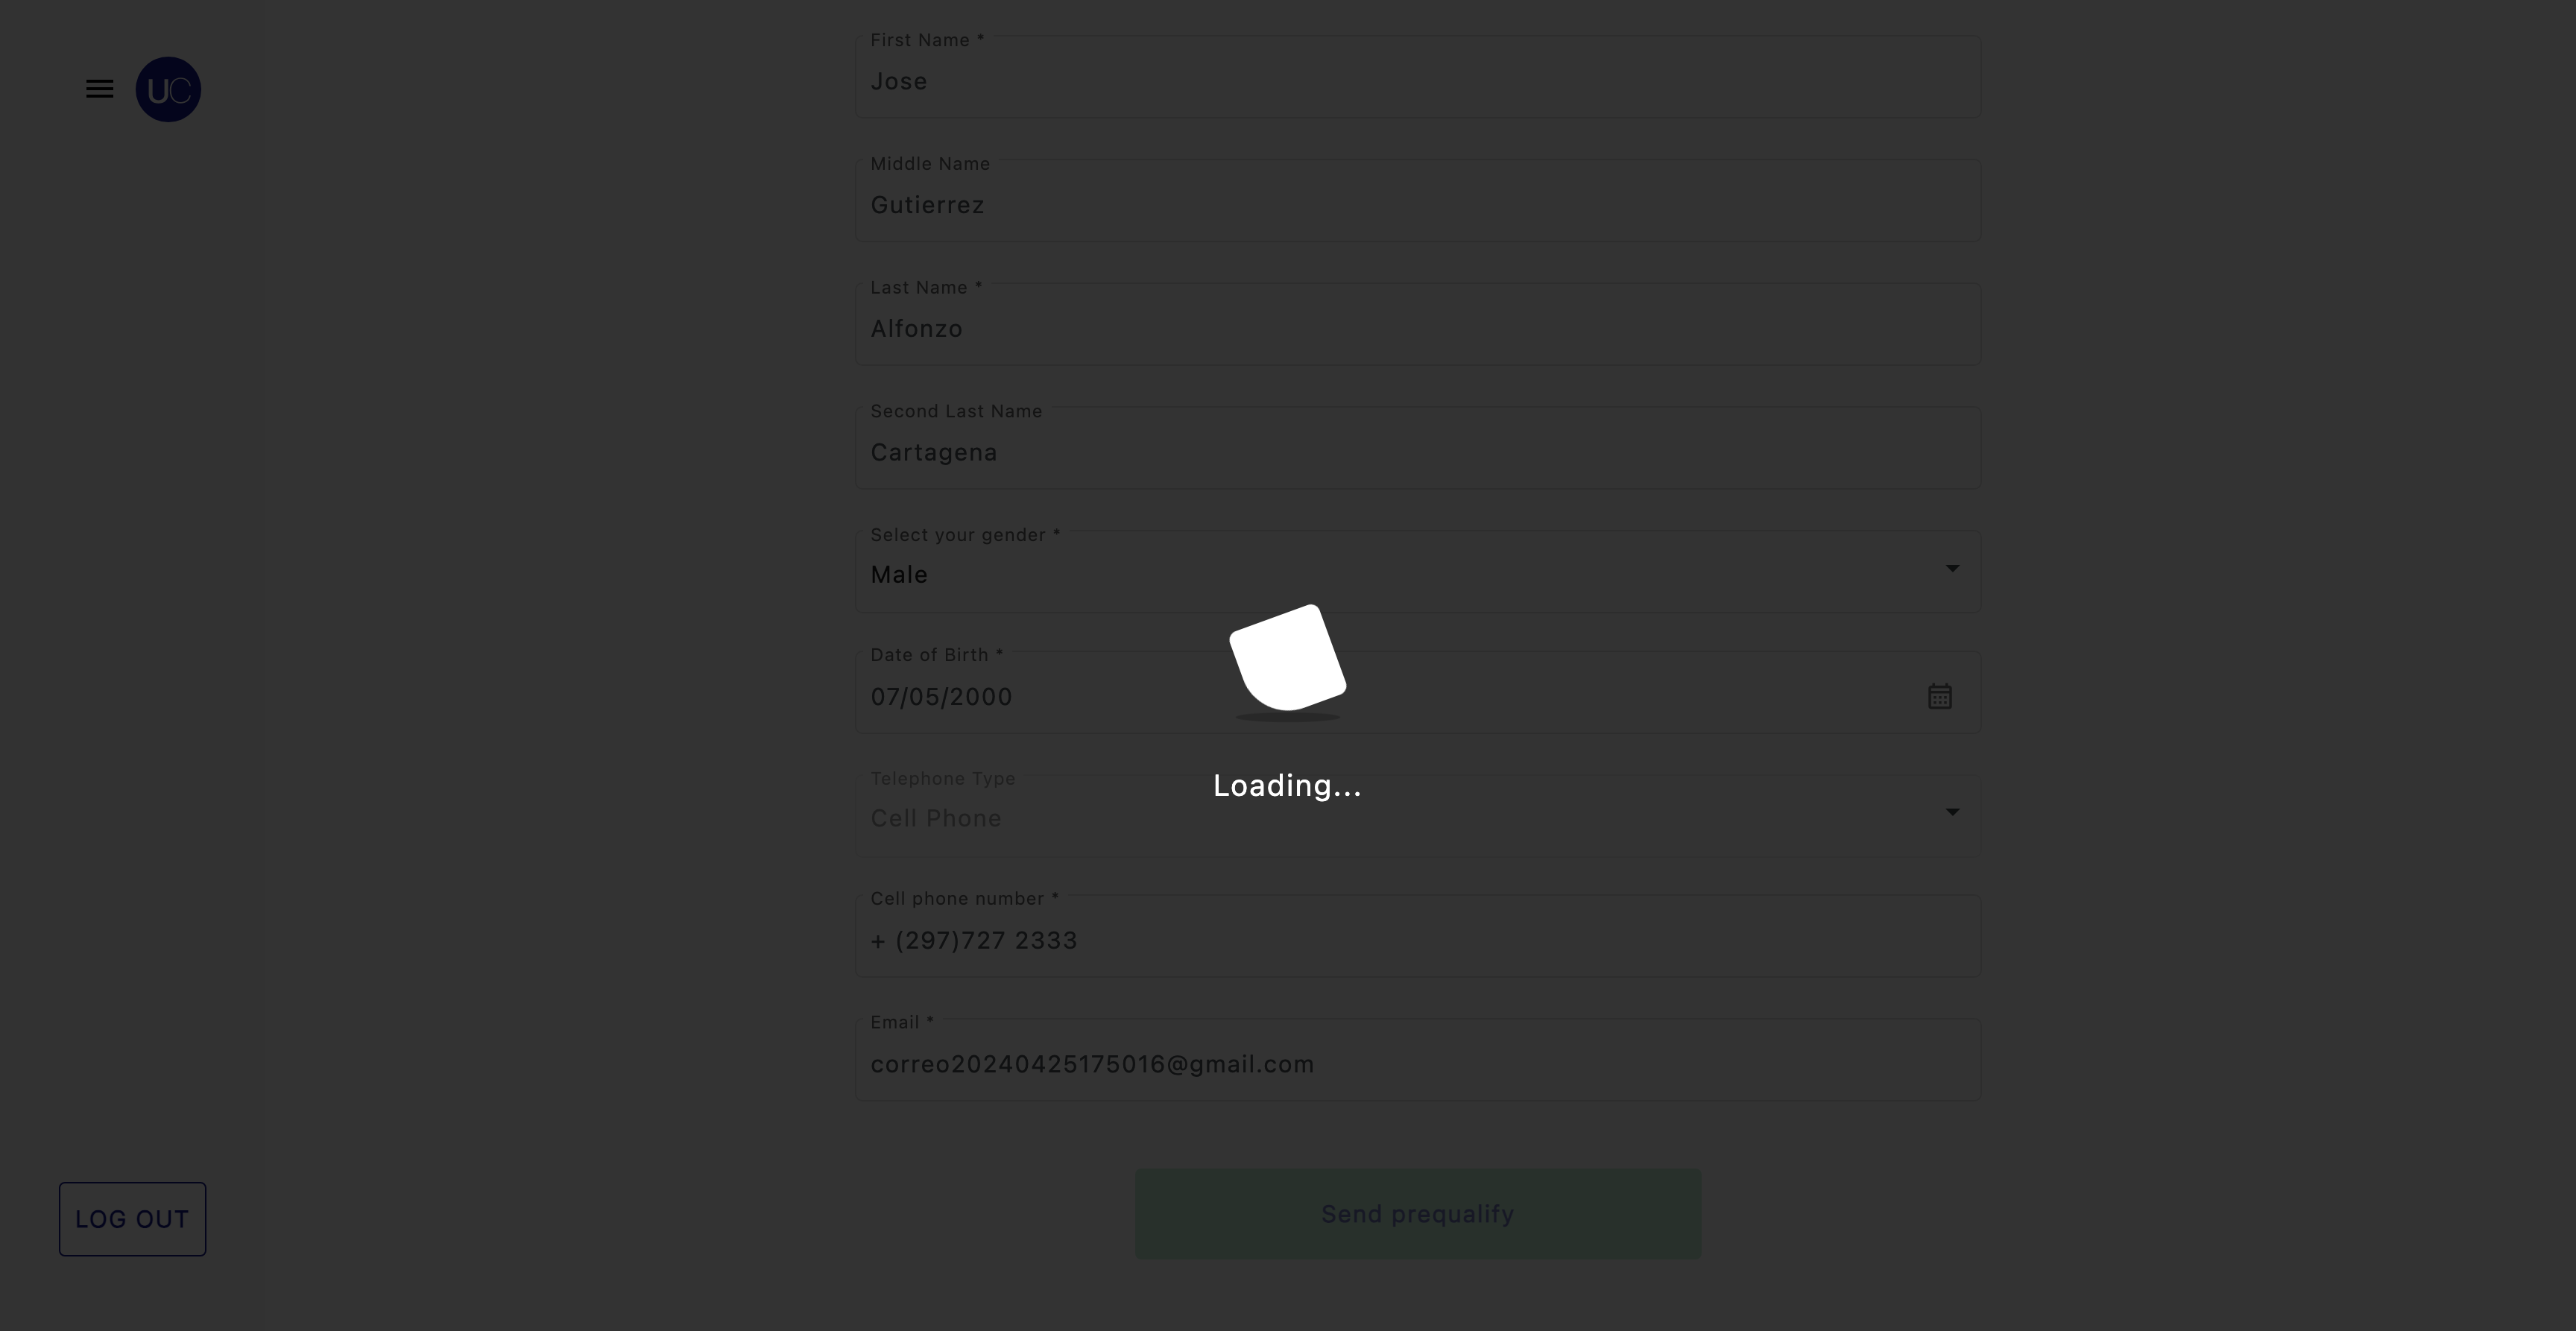 First Name *
Jose
UC
Middle Name
Gutierrez
Last Name *
Alfonzo
Second Last Name
Cartagena
Select your gender *
Male
Date of Birth *
07/05/2000
Loading...
Telephone Type
Cell Phone
Cell phone number *
+ (297)727 2333
Email *
correo20240425175016@gmail.com
Send prequalify
LOG OUT